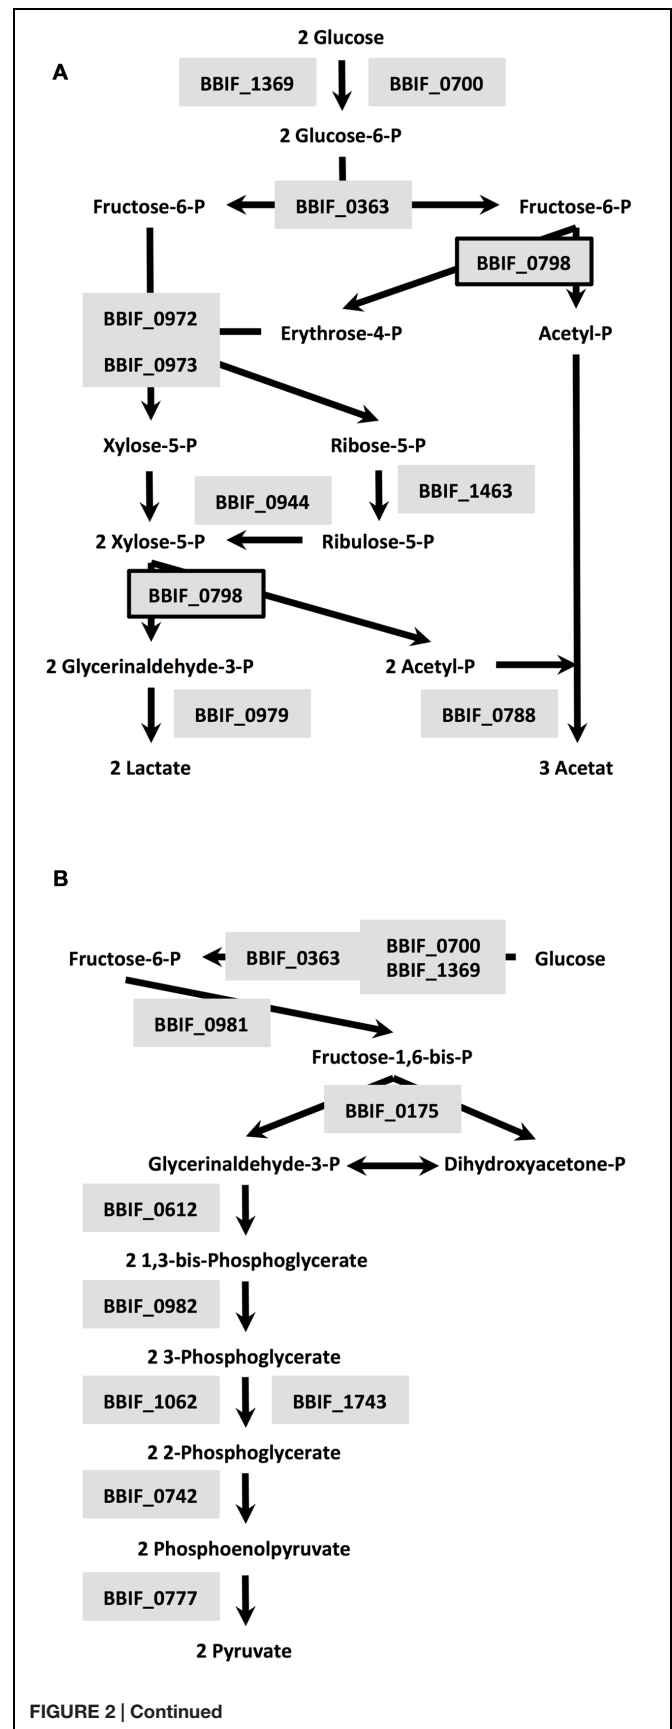 2 Glucose
A
BBIF_1369
BBIF_0700
2 Glucose-6-P
Fructose-6-P
BBIF_0363
Fructose-6-P
BBIF_0798
BBIF_0972
Erythrose-4-P
Acetyl-P
BBIF_0973
Xylose-5-P
Ribose-5-P
BBIF_0944
BBIF_1463
2 Xylose-5-P
Ribulose-5-P
BBIF_0798
2 Glycerinaldehyde-3-P
2 Acetyl-P
BBIF_0979
BBIF_0788
2 Lactate
3 Acetat
B
Fructose-6-P
BBIF_0363
BBIF_0700
BBIF_1369
Glucose
BBIF_0981
Fructose-1,6-bis-P
BBIF_0175
Glycerinaldehyde-3-P
Dihydroxyacetone-P
BBIF_0612
2 1,3-bis-Phosphoglycerate
BBIF_0982
2 3-Phosphoglycerate
BBIF_1062
BBIF_1743
2 2-Phosphoglycerate
BBIF_0742
2 Phosphoenolpyruvate
BBIF_0777
2 Pyruvate
FIGURE 2 | Continued